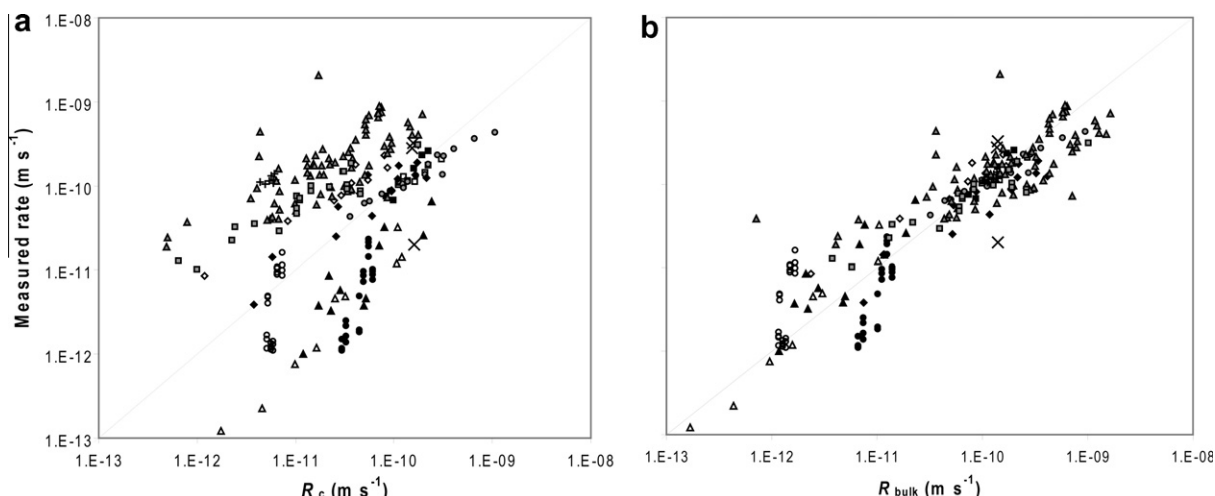 a
b
1.E-08
1.E-09
1.E-10
1.E-11
1.E-12
1.E-13
Measured rate (m s⁻¹)
1.E-13 1.E-12 1.E-11 1.E-10 1.E-09 1.E-08
1.E-13 1.E-12 1.E-11 1.E-10 1.E-09 1.E-08
R c (m s⁻¹)
R bulk (m s⁻¹)